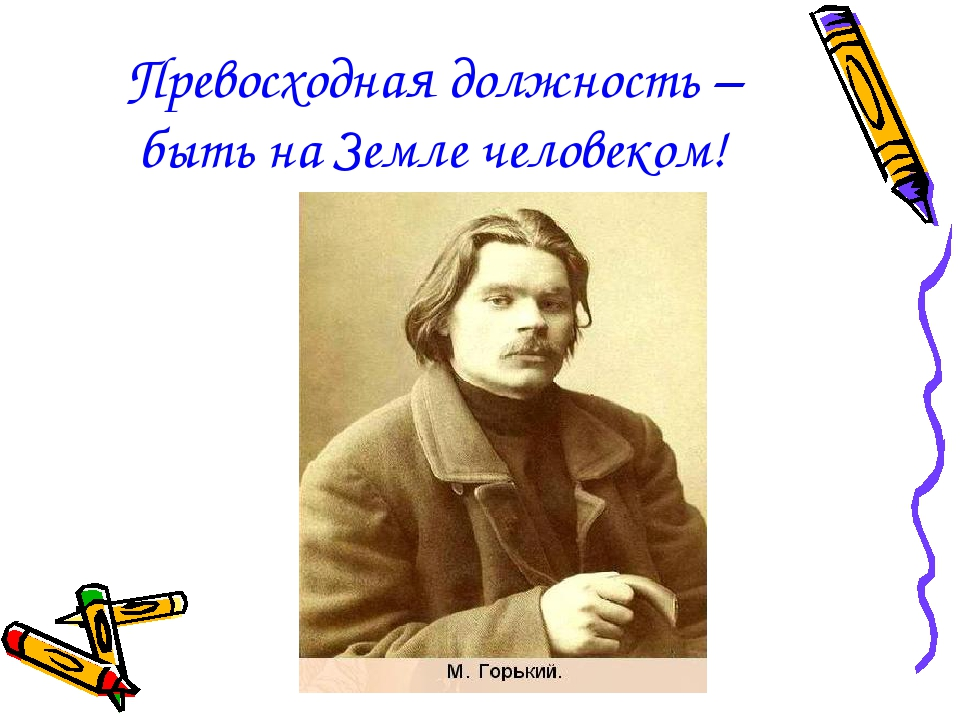 Превосходная должность –
быть на Земле человеком!
М. Горький.